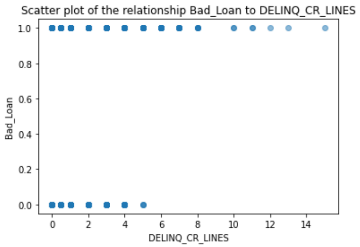 Scatter plot of the relationship Bad_Loan to DELINQ_CR_LINES
1.0
0.8
0.6
0.4
0.2
0.0
Bad_Loan
0 2 4 6 8 10 12 14
DELINQ_CR_LINES